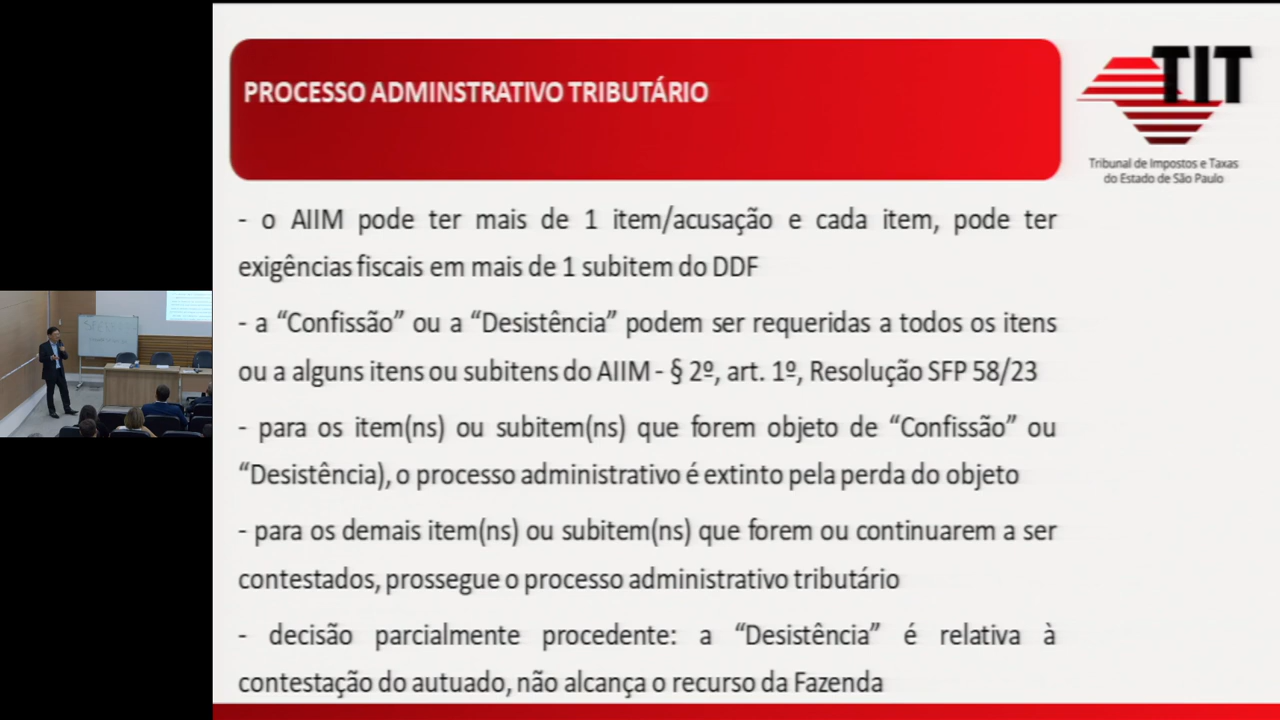 PROCESSO ADMINSTRATIVO TRIBUTÁRIO
TIT
Tribunal de Impostos e Taxas
do Estado de São Paulo
- o AIIM pode ter mais de 1 item/acusação e cada item, pode ter
exigências fiscais em mais de 1 subitem do DDF
- a “Confissão” ou a “Desistência” podem ser requeridas a todos os itens
ou a alguns itens ou subitens do AIIM - § 2º, art. 1º, Resolução SFP 58/23
- para os item(ns) ou subitem(ns) que forem objeto de “Confissão” ou
“Desistência), o processo administrativo é extinto pela perda do objeto
- para os demais item(ns) ou subitem(ns) que forem ou continuarem a ser
contestados, prossegue o processo administrativo tributário
- decisão parcialmente procedente: a “Desistência” é relativa à
contestação do autuado, não alcança o recurso da Fazenda